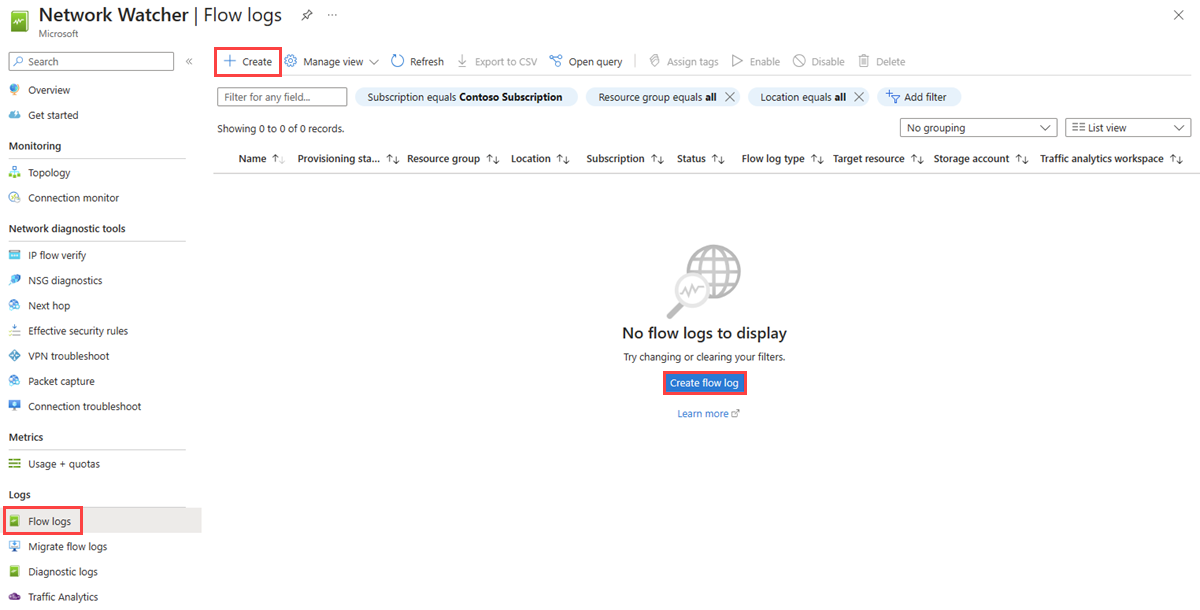 Network Watcher | Flow logs
Microsoft
Search
Overview
Get started
Monitoring
Topology
Connection monitor
Network diagnostic tools
IP flow verify
NSG diagnostics
Next hop
Effective security rules
VPN troubleshoot
Packet capture
Connection troubleshoot
Metrics
Usage + quotas
Logs
Flow logs
Migrate flow logs
Diagnostic logs
Traffic Analytics
Create Manage view Refresh Export to CSV Open query Assign tags Enable Disable Delete
Filter for any field... Subscription equals Contoso Subscription Resource group equals all Location equals all Add filter
Showing 0 to 0 of 0 records.
No grouping List view
Name Provisioning sta... Resource group Location Subscription Status Flow log type Target resource Storage account Traffic analytics workspace
No flow logs to display
Try changing or clearing your filters.
Create flow log
Learn more